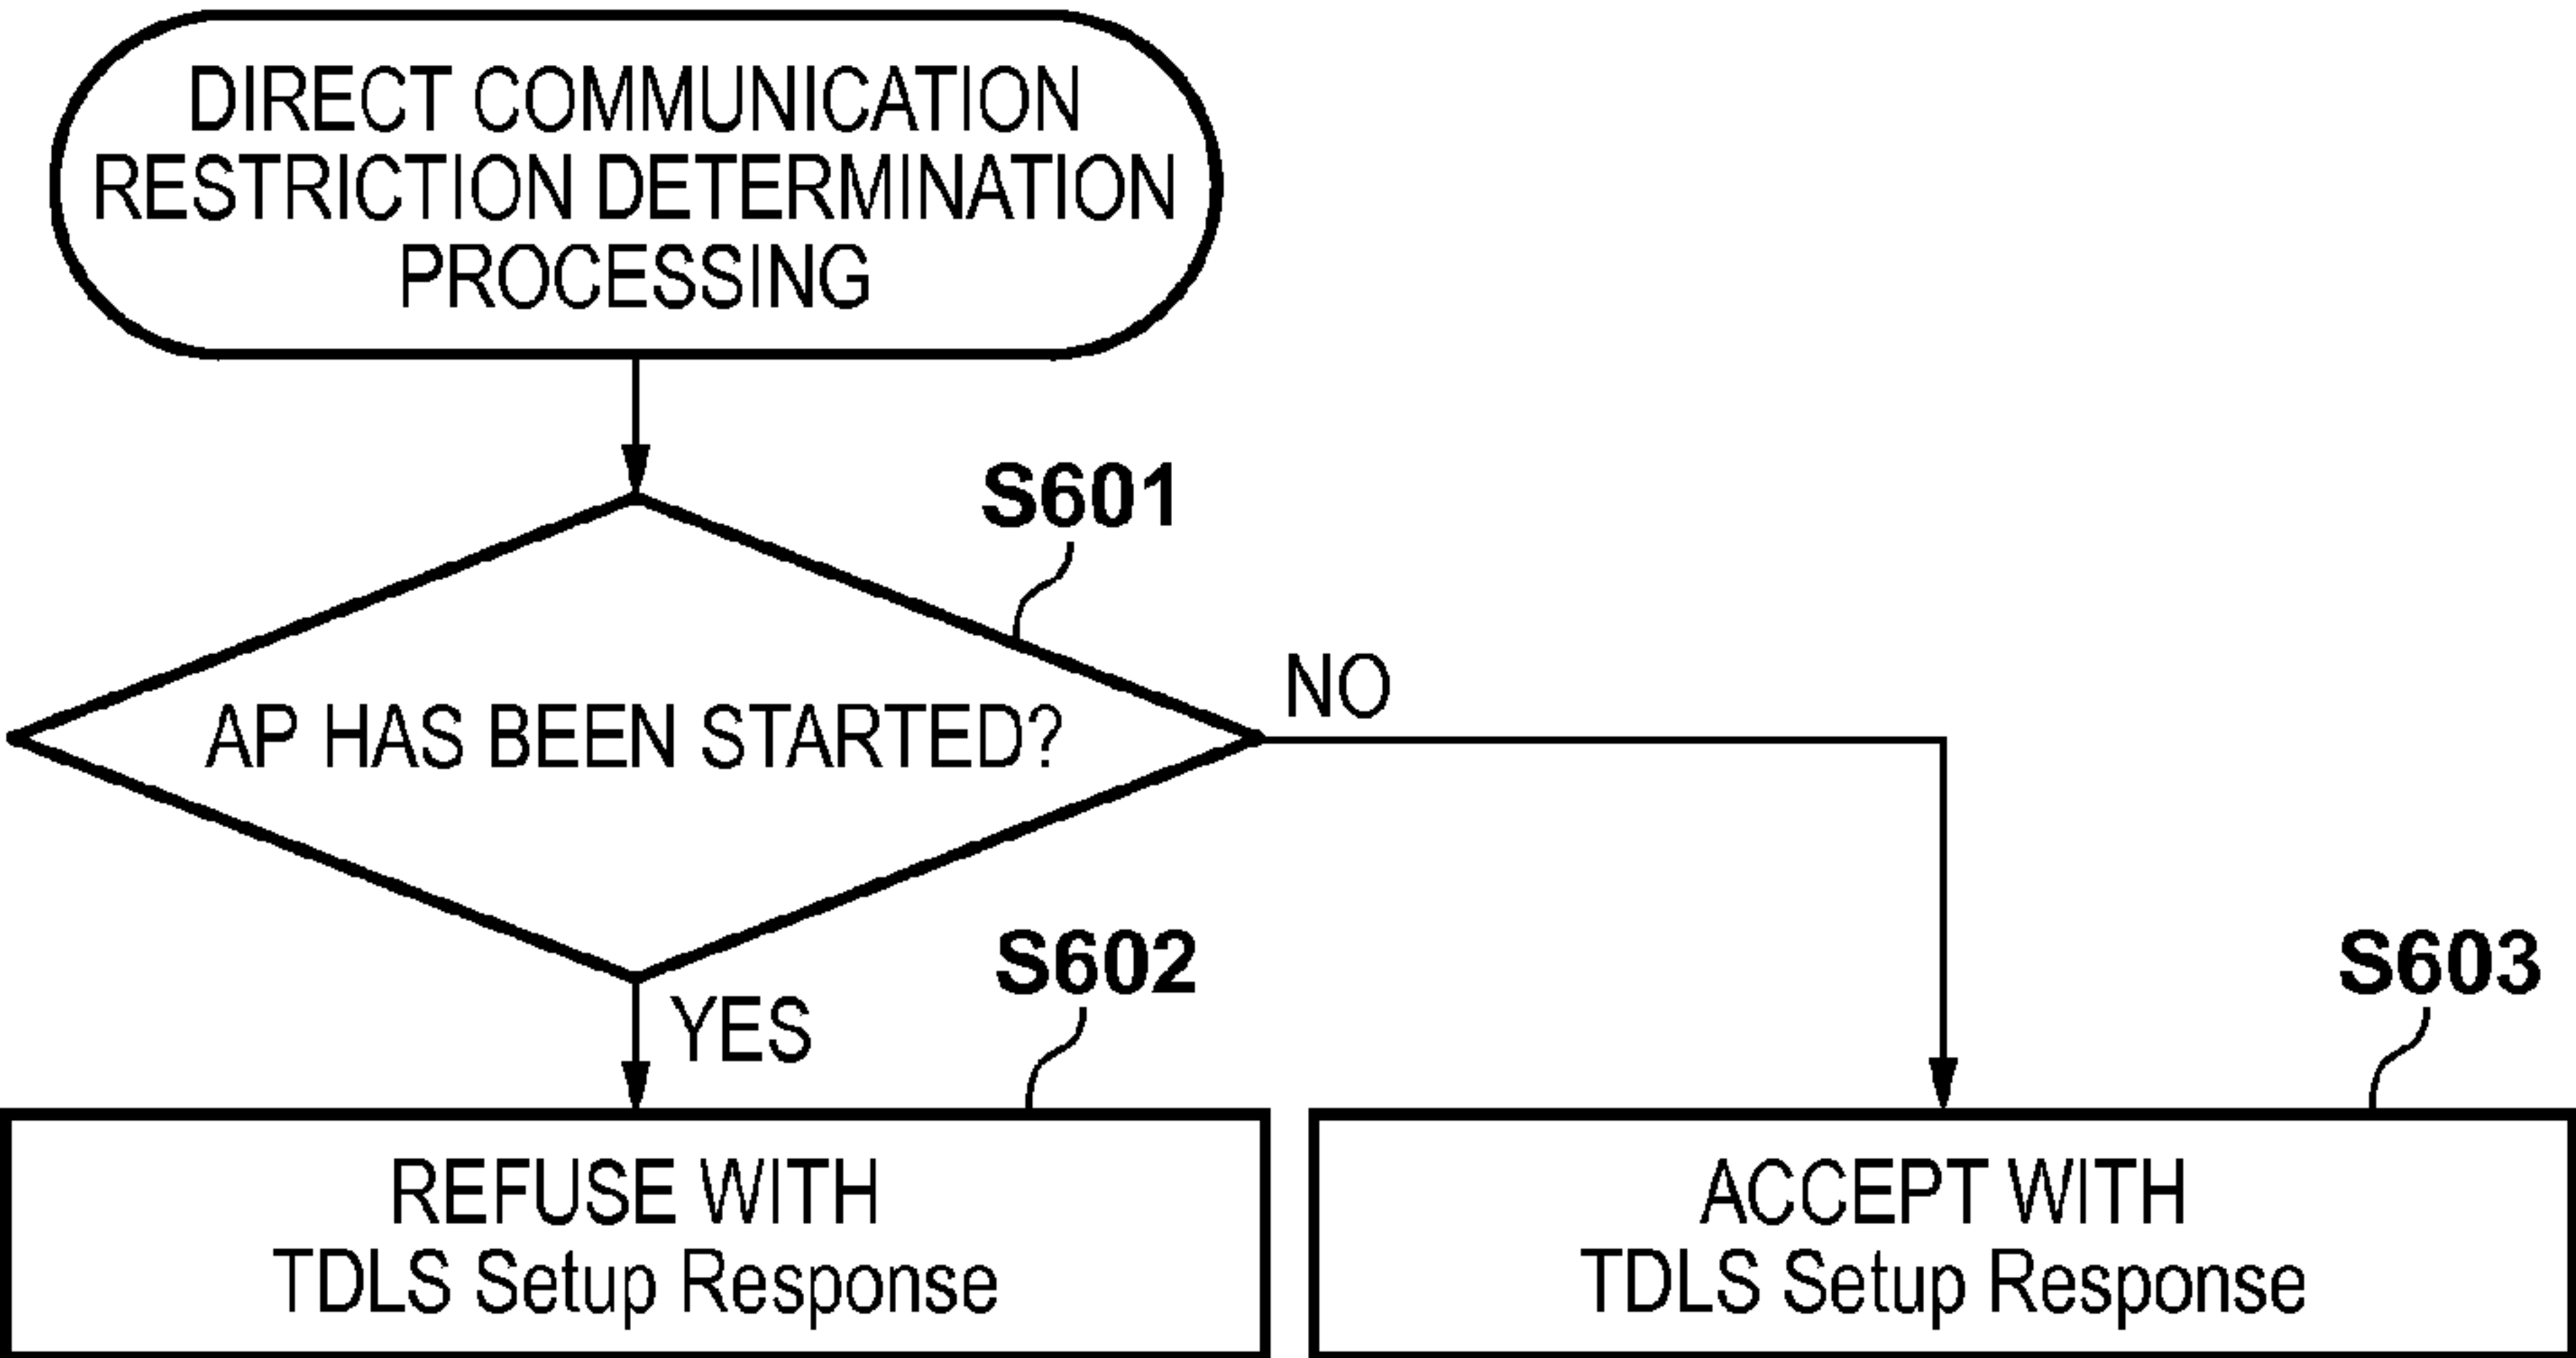 DIRECT COMMUNICATION
RESTRICTION DETERMINATION
PROCESSING
S601
AP HAS BEEN STARTED?
NO
YES
S602
REFUSE WITH
TDLS Setup Response
S603
ACCEPT WITH
TDLS Setup Response